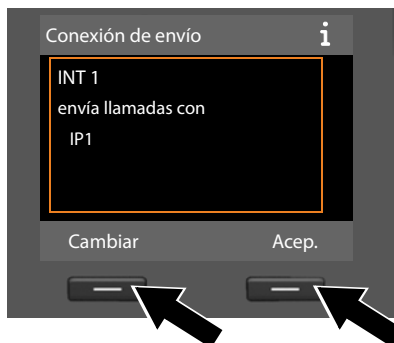 Conexión de envío i
INT 1
envía llamadas con
IP1
Cambiar Acep.